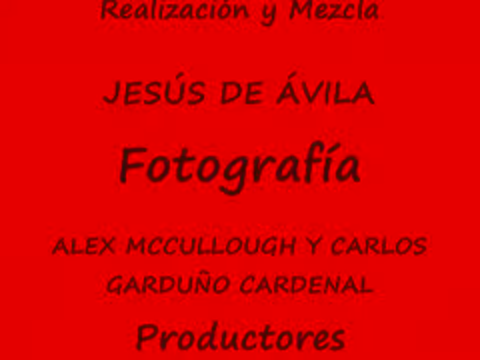 Realización y Mezcla
JESÚS DE ÁVILA
Fotografía
ALEX MCCULLOUGH Y CARLOS
GARDUÑO CARDENAL
Productores